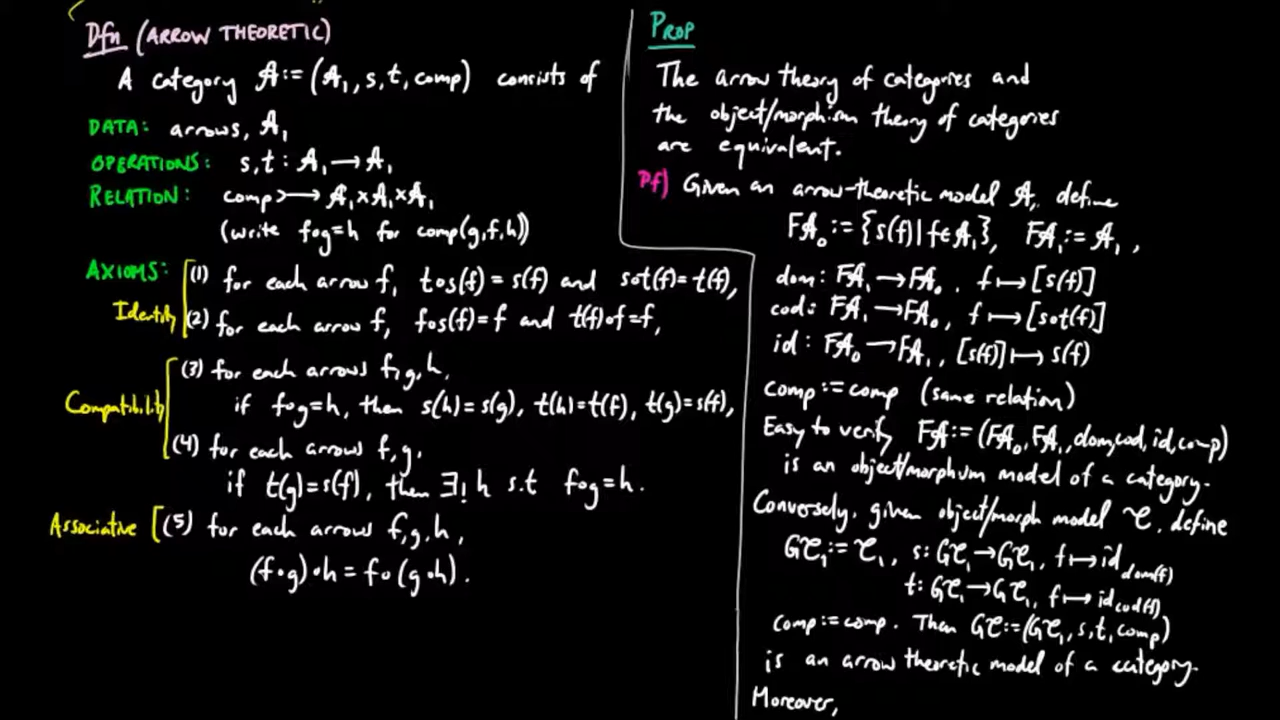 Dfn (ARROW THEORETIC)
A category 𝒜 := (𝒜₁, s, t, comp) consists of
DATA: arrows, 𝒜₁
OPERATIONS: s, t : 𝒜₁ → 𝒜₁
RELATION: comp ↣ 𝒜₁×𝒜₁×𝒜₁
(write f∘g=h for comp(g,f,h))
AXIOMS: (1) for each arrow f, t∘s(f) = s(f) and s∘t(f) = t(f),
Identity (2) for each arrow f, f∘s(f)=f and t(f)∘f=f,
(3) for each arrows f,g,h,
Compatibility if f∘g=h, then s(h)=s(g), t(h)=t(f), t(g)=s(f),
(4) for each arrow f,g,
if t(g)=s(f), then ∃! h s.t f∘g=h.
Associative (5) for each arrows f,g,h,
(f∘g)∘h = f∘(g∘h).
PROP
The arrow theory of categories and
the object/morphism theory of categories
are equivalent.
Pf) Given an arrow-theoretic model 𝒜, define
F𝒜₀ := {s(f) | f∈𝒜₁}, F𝒜₁ := 𝒜₁,
dom : F𝒜₁ → F𝒜₀, f ↦ [s(f)]
cod : F𝒜₁ → F𝒜₀, f ↦ [s∘t(f)]
id : F𝒜₀ → F𝒜₁, [s(f)] ↦ s(f)
comp := comp (same relation)
Easy to verify F𝒜 := (F𝒜₀, F𝒜₁, dom, cod, id, comp)
is an object/morphism model of a category.
Conversely, given object/morph model 𝒞, define
G𝒞₁ := 𝒞₁, s: G𝒞₁ → G𝒞₁, f ↦ id_dom(f)
t: G𝒞₁ → G𝒞₁, f ↦ id_cod(f)
comp := comp. Then G𝒞 := (G𝒞₁, s, t, comp)
is an arrow theoretic model of a category.
Moreover,